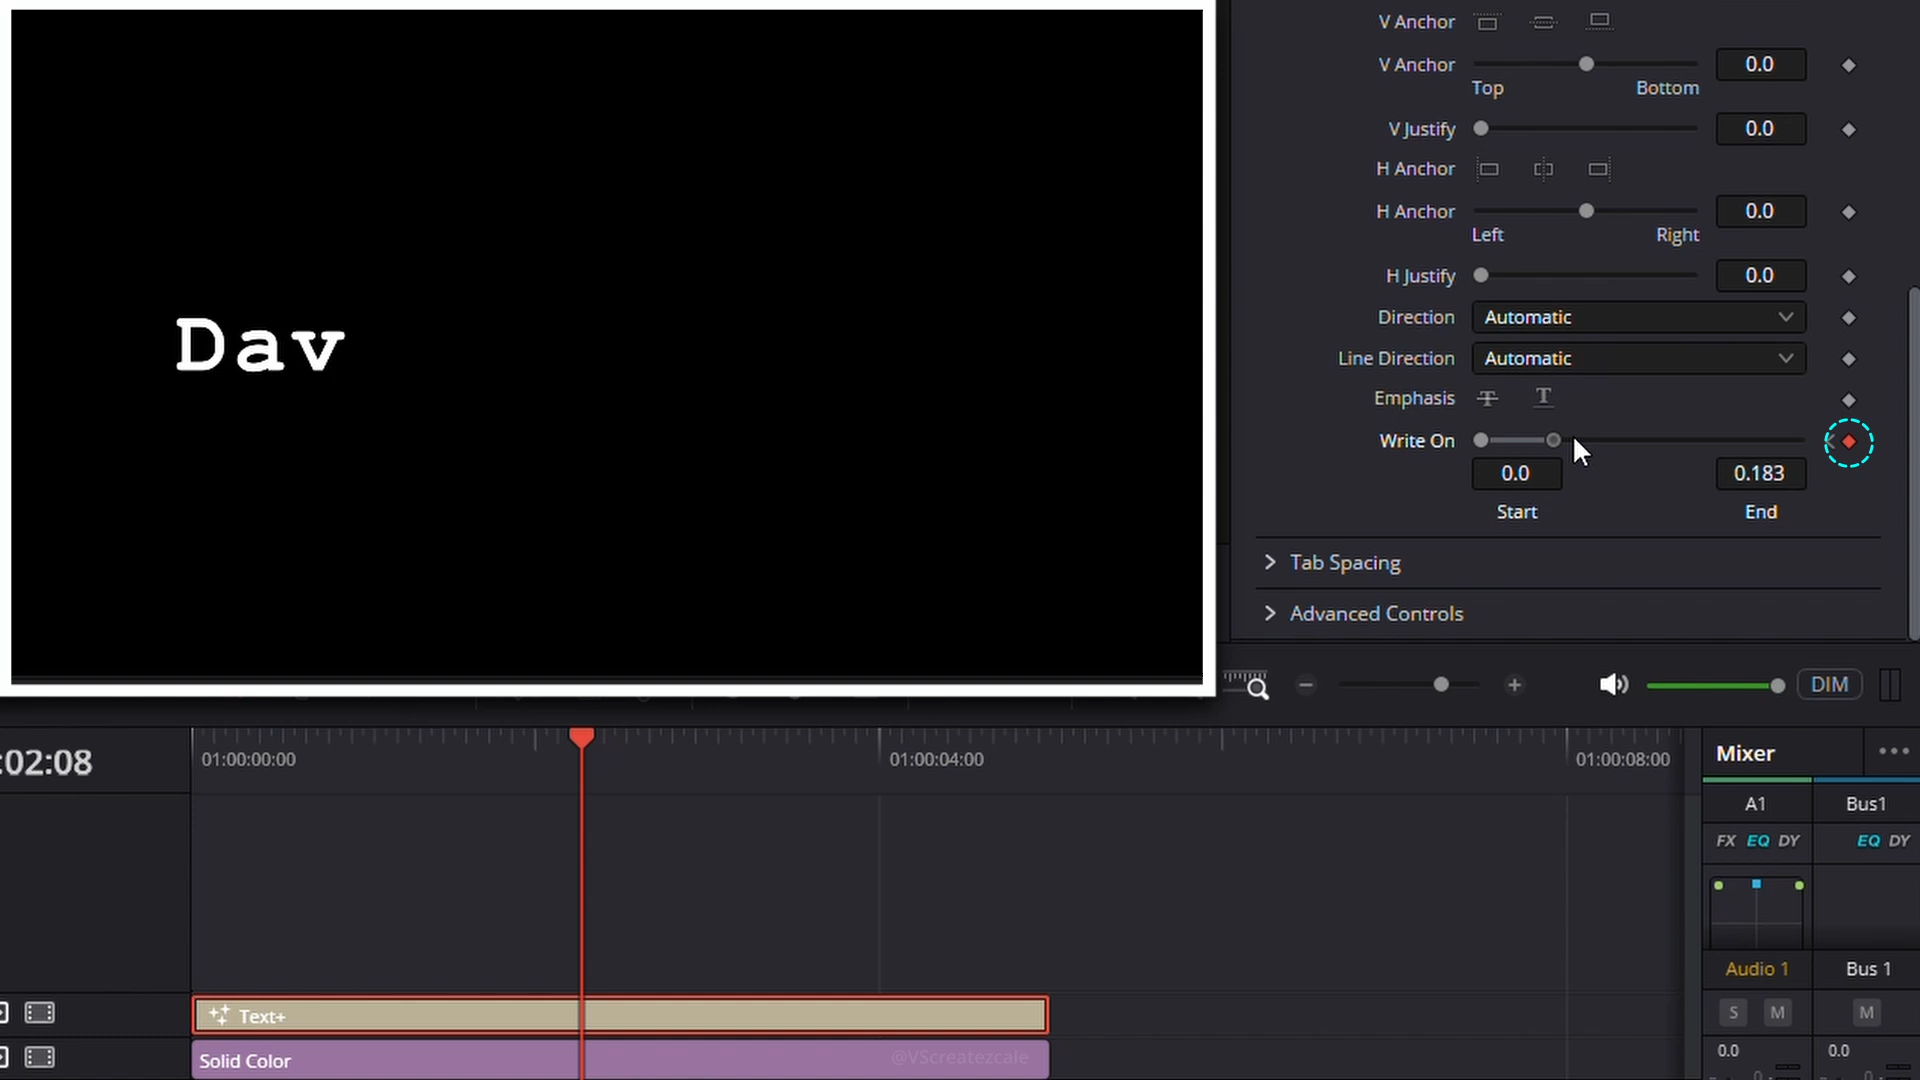 Dav
V Anchor
V Anchor 0.0
Top Bottom
V Justify 0.0
H Anchor
H Anchor 0.0
Left Right
H Justify 0.0
Direction Automatic
Line Direction Automatic
Emphasis T T
Write On
0.0 0.183
Start End
Tab Spacing
Advanced Controls
DIM
:02:08
01:00:00:00 01:00:04:00 01:00:08:00
Mixer
A1 Bus1
FX EQ DY EQ DY
Audio 1 Bus 1
S M M
0.0 0.0
Text+
Solid Color
@VScreatezcale